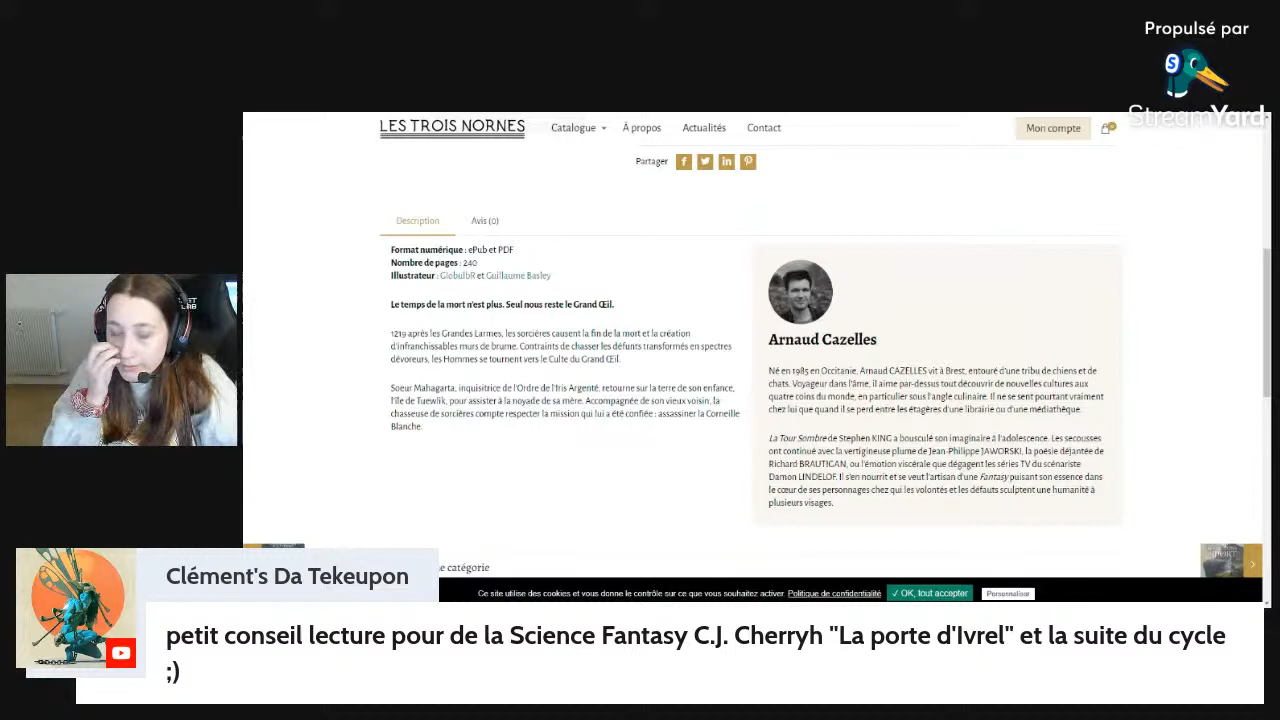 Propulsé par
StreamYard
LES TROIS NORNES
Catalogue
À propos
Actualités
Contact
Mon compte
0
Partager
Description
Avis (0)
Format numérique : ePub et PDF
Nombre de pages : 240
Illustrateur : GlobulbR et Guillaume Basley
Le temps de la mort n'est plus. Seul nous reste le Grand Œil.
1219 après les Grandes Larmes, les sorcières causent la fin de la mort et la création
d'infranchissables murs de brume. Contraints de chasser les défunts transformés en spectres
dévoreurs, les Hommes se tournent vers le Culte du Grand Œil.
Soeur Mahagarta, inquisitrice de l'Ordre de l'Iris Argenté, retourne sur la terre de son enfance,
l'île de Tuewlik, pour assister à la noyade de sa mère. Accompagnée de son vieux voisin, la
chasseuse de sorcières compte respecter la mission qui lui a été confiée : assassiner la Corneille
Blanche.
Arnaud Cazelles
Né en 1985 en Occitanie, Arnaud CAZELLES vit à Brest, entouré d'une tribu de chiens et de
chats. Voyageur dans l'âme, il aime par-dessus tout découvrir de nouvelles cultures aux
quatre coins du monde, en particulier sous l'angle culinaire. Il ne se sent pourtant vraiment
chez lui que quand il se perd entre les étagères d'une librairie ou d'une médiathèque.
La Tour Sombre de Stephen KING a bousculé son imaginaire à l'adolescence. Les secousses
ont continué avec la vertigineuse plume de Jean-Philippe JAWORSKI, la poésie déjantée de
Richard BRAUTIGAN, ou l'émotion viscérale que dégagent les séries TV du scénariste
Damon LINDELOF. Il s'en nourrit et se veut l'artisan d'une Fantasy puisant son essence dans
le cœur de ses personnages chez qui les volontés et les défauts sculptent une humanité à
plusieurs visages.
catégorie
Ce site utilise des cookies et vous donne le contrôle sur ce que vous souhaitez activer Politique de confidentialité
✓ OK, tout accepter
Personnaliser
Clément's Da Tekeupon
petit conseil lecture pour de la Science Fantasy C.J. Cherryh "La porte d'Ivrel" et la suite du cycle
;)